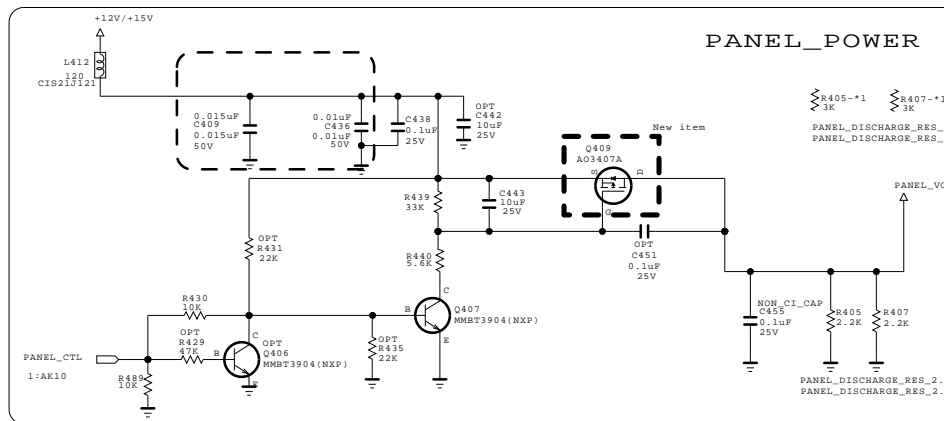 +12V/+15V
PANEL_POWER
L412
120
CIS21J121
0.015uF
C409
0.015uF
50V
0.01uF
C436
0.01uF
50V
C438
0.1uF
25V
OPT
C442
10uF
25V
R405-*1
3K
R407-*1
3K
PANEL_DISCHARGE_RES_
PANEL_DISCHARGE_RES_
New item
Q409
AO3407A
S
D
G
R439
33K
C443
10uF
25V
PANEL_VC
OPT
R431
22K
R440
5.6K
OPT
C451
0.1uF
25V
R430
10K
C
B
Q407
MMBT3904(NXP)
E
NON_CI_CAP
C455
0.1uF
25V
R405
2.2K
R407
2.2K
OPT
R429
47K
C
B
OPT
Q406
MMBT3904(NXP)
E
OPT
R435
22K
PANEL_CTL
1:AK10
R489
10K
PANEL_DISCHARGE_RES_2.
PANEL_DISCHARGE_RES_2.